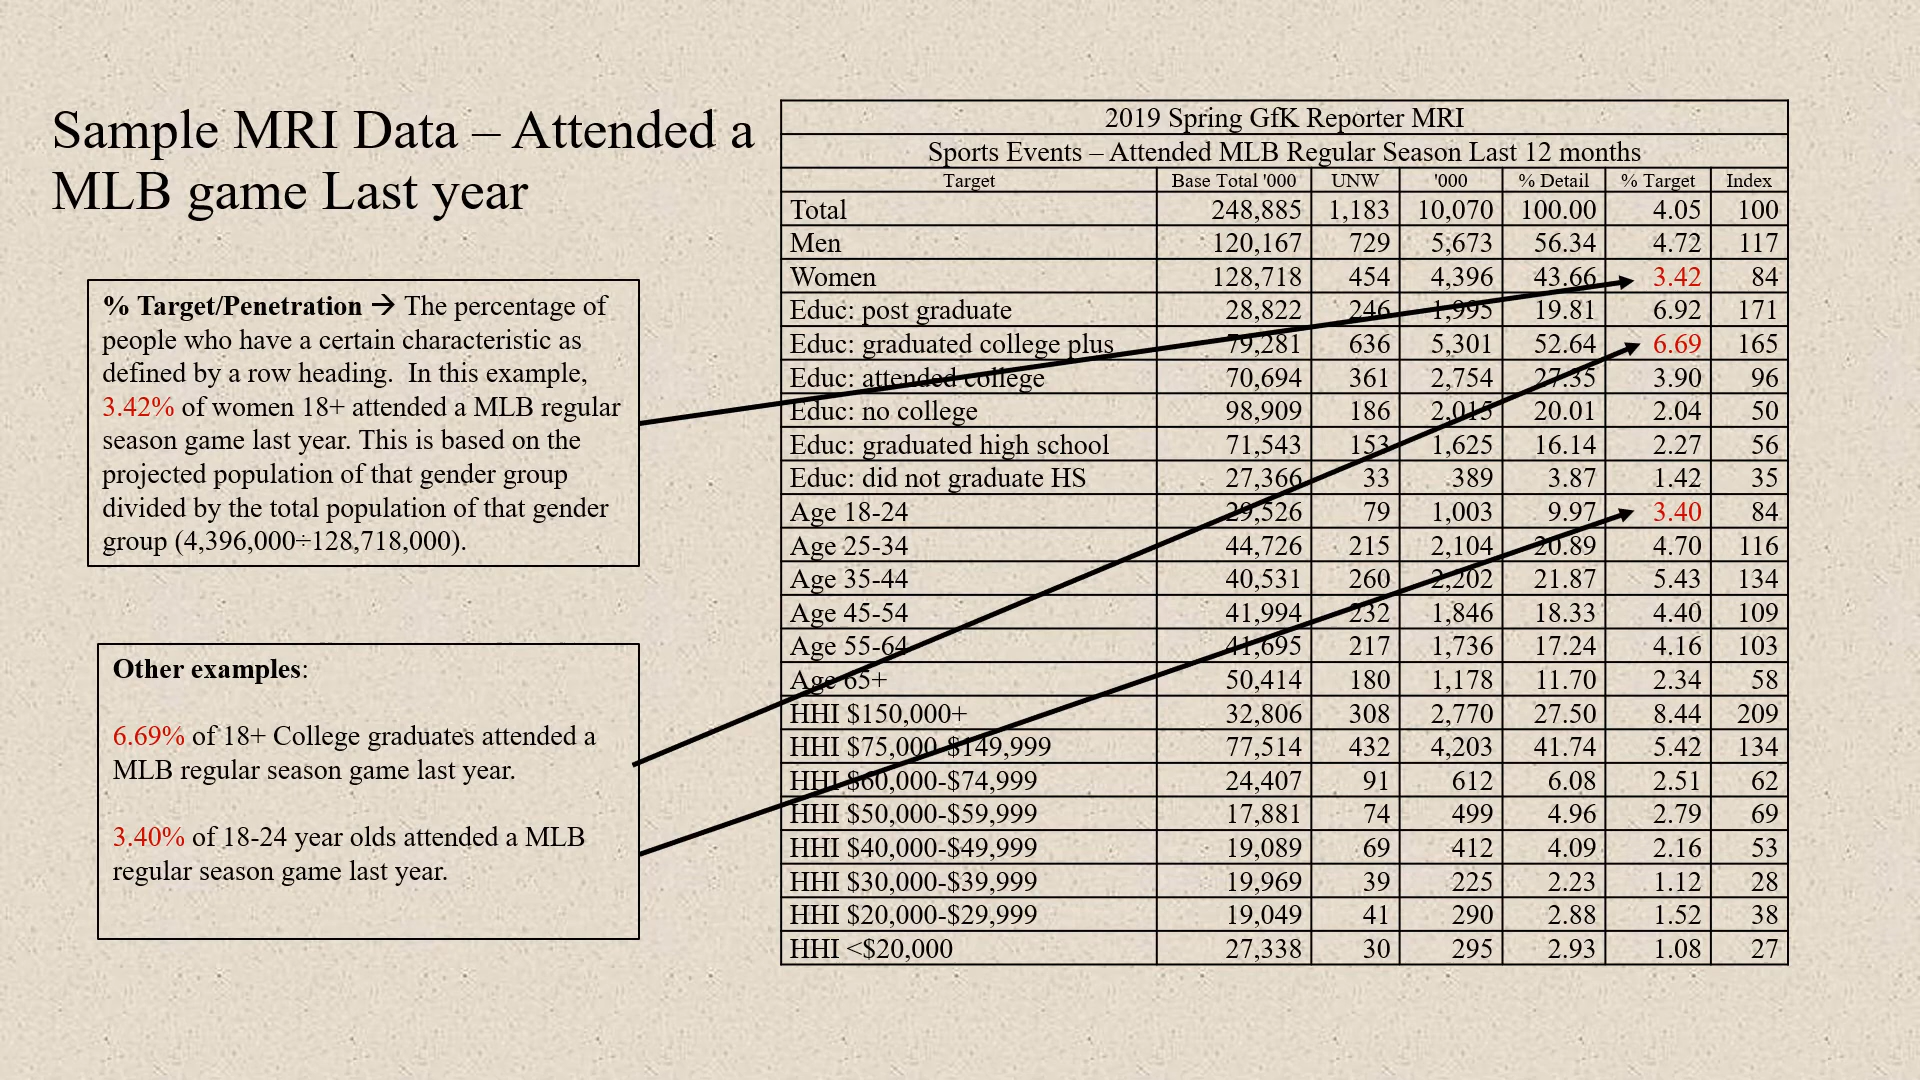 Sample MRI Data – Attended a
MLB game Last year
% Target/Penetration → The percentage of
people who have a certain characteristic as
defined by a row heading.  In this example,
3.42% of women 18+ attended a MLB regular
season game last year. This is based on the
projected population of that gender group
divided by the total population of that gender
group (4,396,000÷128,718,000).
Other examples:
6.69% of 18+ College graduates attended a
MLB regular season game last year.
3.40% of 18-24 year olds attended a MLB
regular season game last year.
2019 Spring GfK Reporter MRI
Sports Events – Attended MLB Regular Season Last 12 months
Target Base Total '000 UNW '000 % Detail % Target Index
Total 248,885 1,183 10,070 100.00 4.05 100
Men 120,167 729 5,673 56.34 4.72 117
Women 128,718 454 4,396 43.66 3.42 84
Educ: post graduate 28,822 246 1,995 19.81 6.92 171
Educ: graduated college plus 79,281 636 5,301 52.64 6.69 165
Educ: attended college 70,694 361 2,754 27.35 3.90 96
Educ: no college 98,909 186 2,015 20.01 2.04 50
Educ: graduated high school 71,543 153 1,625 16.14 2.27 56
Educ: did not graduate HS 27,366 33 389 3.87 1.42 35
Age 18-24 29,526 79 1,003 9.97 3.40 84
Age 25-34 44,726 215 2,104 20.89 4.70 116
Age 35-44 40,531 260 2,202 21.87 5.43 134
Age 45-54 41,994 232 1,846 18.33 4.40 109
Age 55-64 41,695 217 1,736 17.24 4.16 103
Age 65+ 50,414 180 1,178 11.70 2.34 58
HHI $150,000+ 32,806 308 2,770 27.50 8.44 209
HHI $75,000-$149,999 77,514 432 4,203 41.74 5.42 134
HHI $60,000-$74,999 24,407 91 612 6.08 2.51 62
HHI $50,000-$59,999 17,881 74 499 4.96 2.79 69
HHI $40,000-$49,999 19,089 69 412 4.09 2.16 53
HHI $30,000-$39,999 19,969 39 225 2.23 1.12 28
HHI $20,000-$29,999 19,049 41 290 2.88 1.52 38
HHI <$20,000 27,338 30 295 2.93 1.08 27